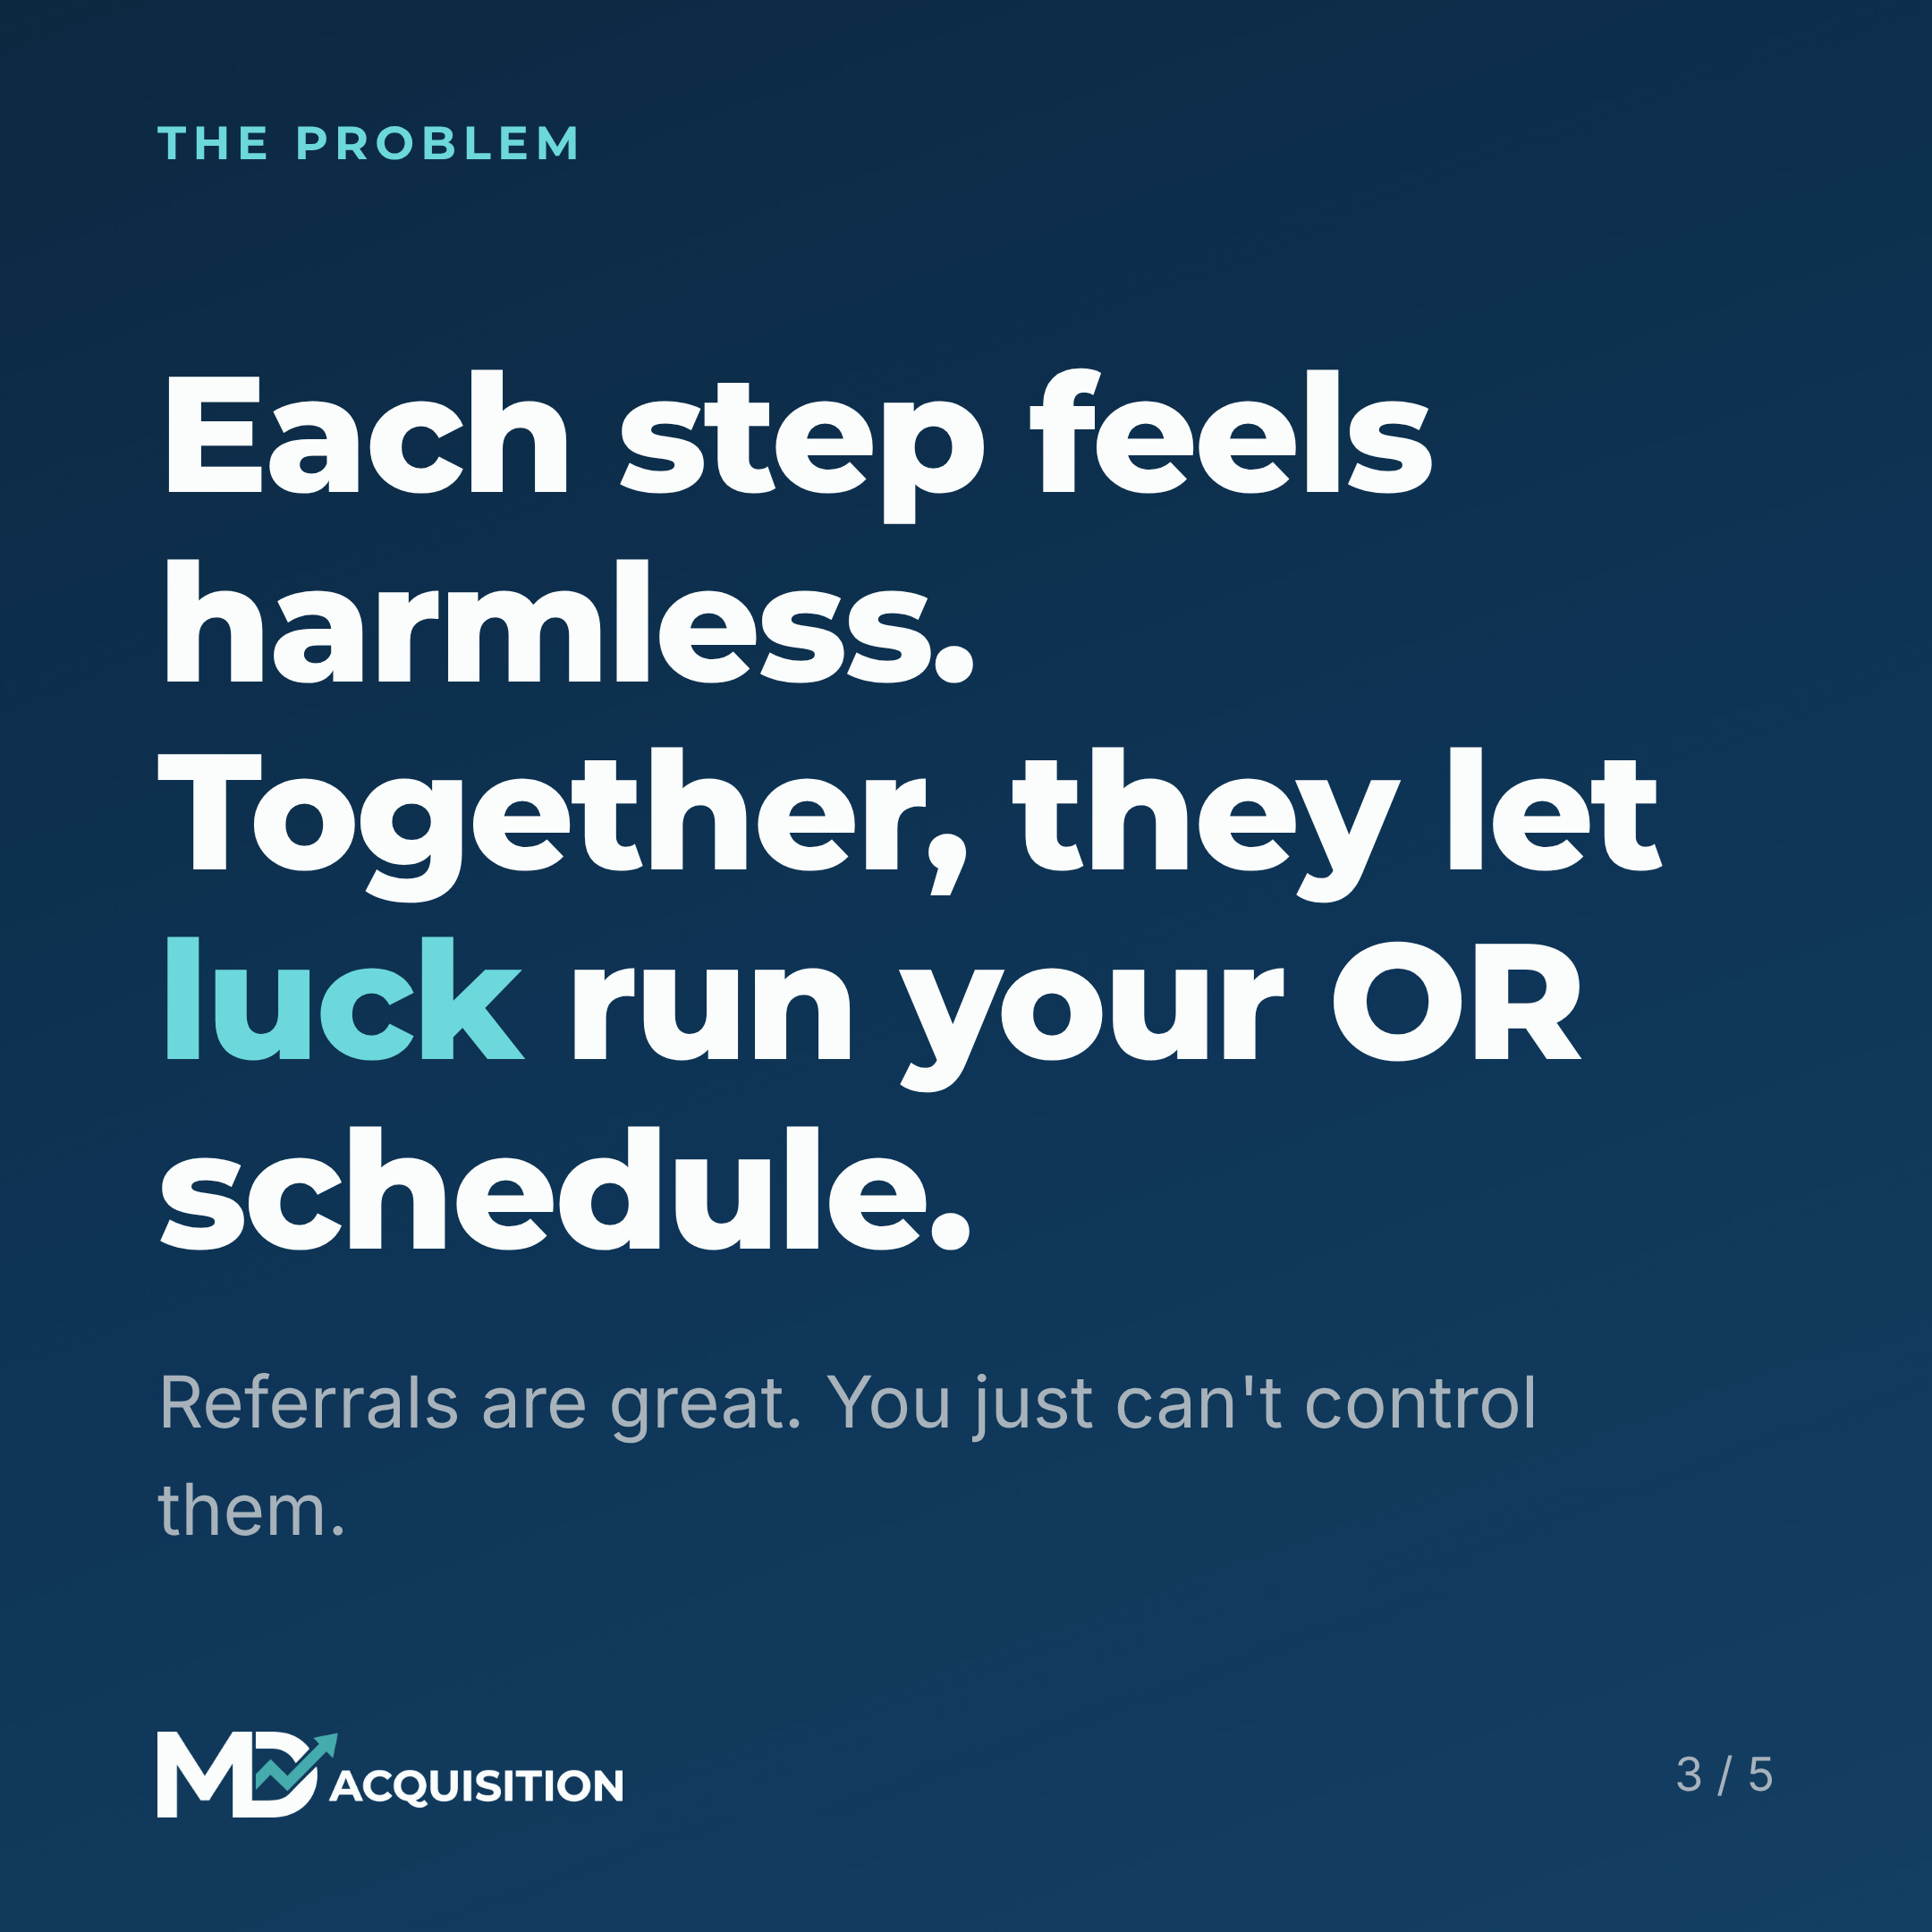 THE PROBLEM
Each step feels
harmless.
Together, they let
luck run your OR
schedule.
Referrals are great. You just can't control
them.
MD ACQUISITION
3 / 5